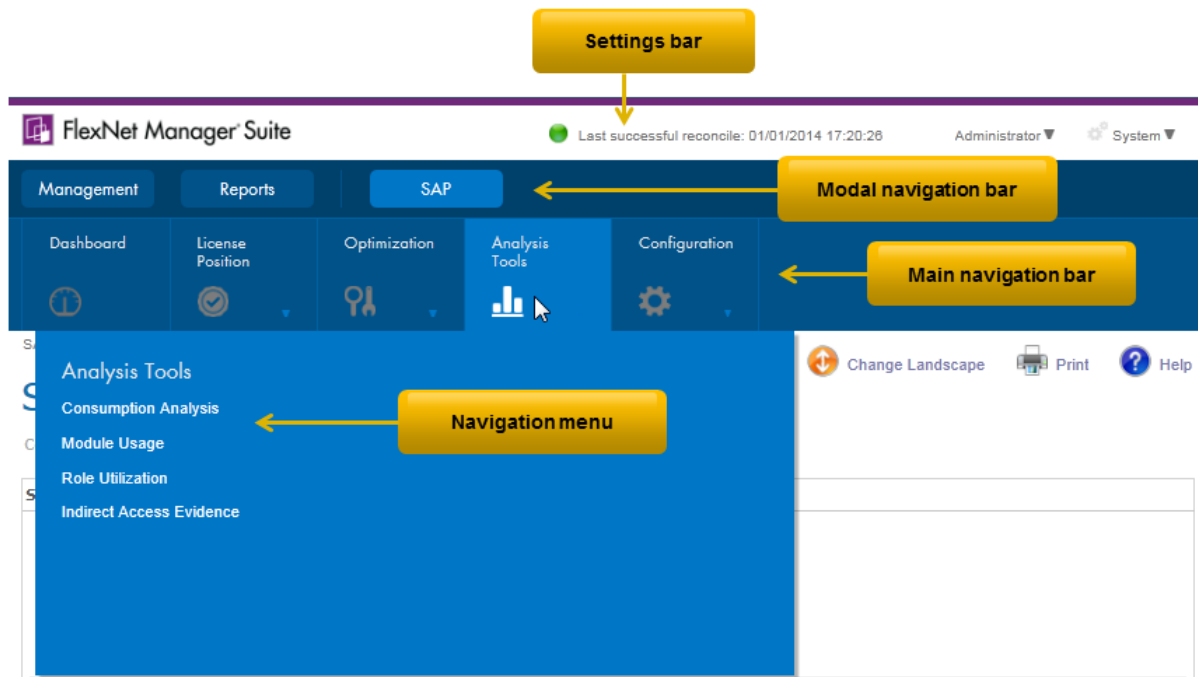 Settings bar
FlexNet Manager Suite
Last successful reconcile: 01/01/2014 17:20:26
Administrator▼
System▼
Management
Reports
SAP
Modal navigation bar
Dashboard
License
Position
Optimization
Analysis
Tools
Configuration
Main navigation bar
Change Landscape
Print
Help
Analysis Tools
Consumption Analysis
Module Usage
Role Utilization
Indirect Access Evidence
Navigation menu